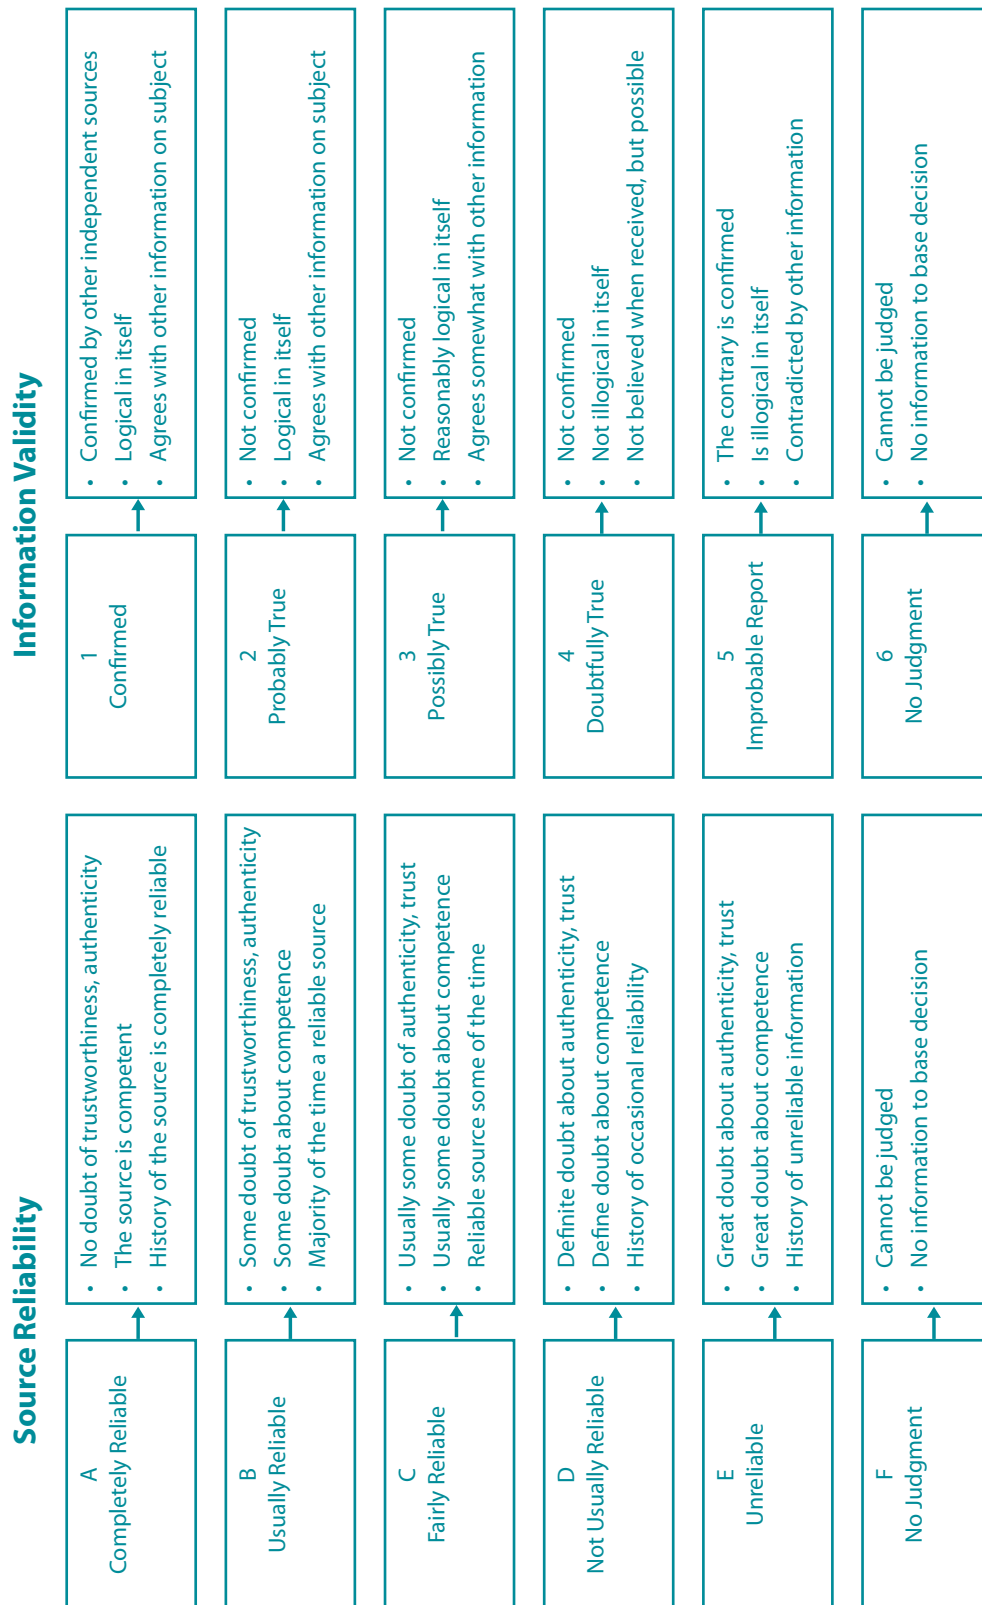 Source Reliability
A
Completely Reliable
• No doubt of trustworthiness, authenticity
• The source is competent
• History of the source is completely reliable
B
Usually Reliable
• Some doubt of trustworthiness, authenticity
• Some doubt about competence
• Majority of the time a reliable source
C
Fairly Reliable
• Usually some doubt of authenticity, trust
• Usually some doubt about competence
• Reliable source some of the time
D
Not Usually Reliable
• Definite doubt about authenticity, trust
• Define doubt about competence
• History of occasional reliability
E
Unreliable
• Great doubt about authenticity, trust
• Great doubt about competence
• History of unreliable information
F
No Judgment
• Cannot be judged
• No information to base decision
Information Validity
1
Confirmed
• Confirmed by other independent sources
• Logical in itself
• Agrees with other information on subject
2
Probably True
• Not confirmed
• Logical in itself
• Agrees with other information on subject
3
Possibly True
• Not confirmed
• Reasonably logical in itself
• Agrees somewhat with other information
4
Doubtfully True
• Not confirmed
• Not illogical in itself
• Not believed when received, but possible
5
Improbable Report
• The contrary is confirmed
• Is illogical in itself
• Contradicted by other information
6
No Judgment
• Cannot be judged
• No information to base decision